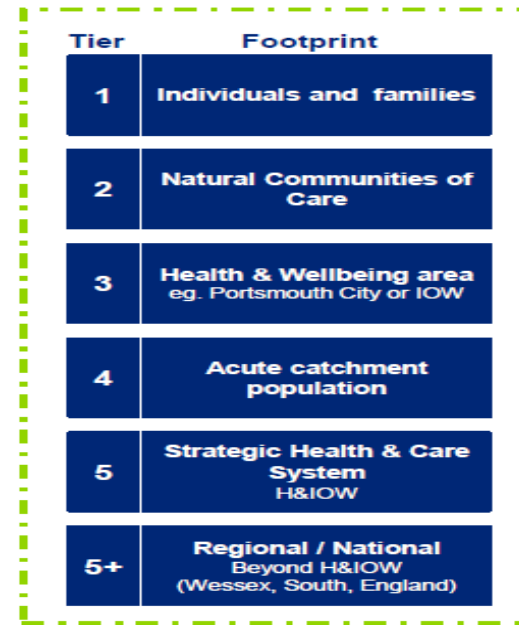 Tier Footprint
1 Individuals and families
2 Natural Communities of
Care
3 Health & Wellbeing area
eg. Portsmouth City or IOW
4 Acute catchment
population
5 Strategic Health & Care
System
H&IOW
5+ Regional / National
Beyond H&IOW
(Wessex, South, England)